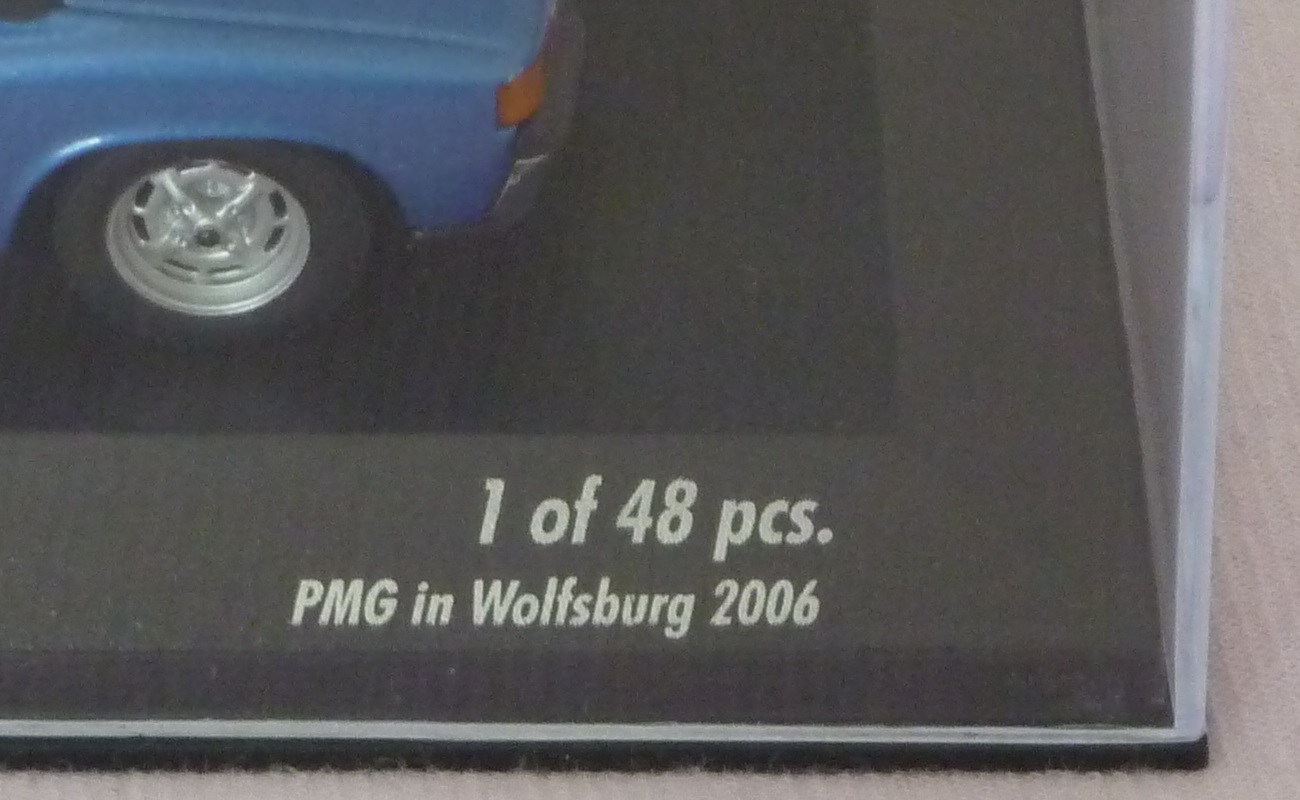 1 of 48 pcs.
PMG in Wolfsburg 2006